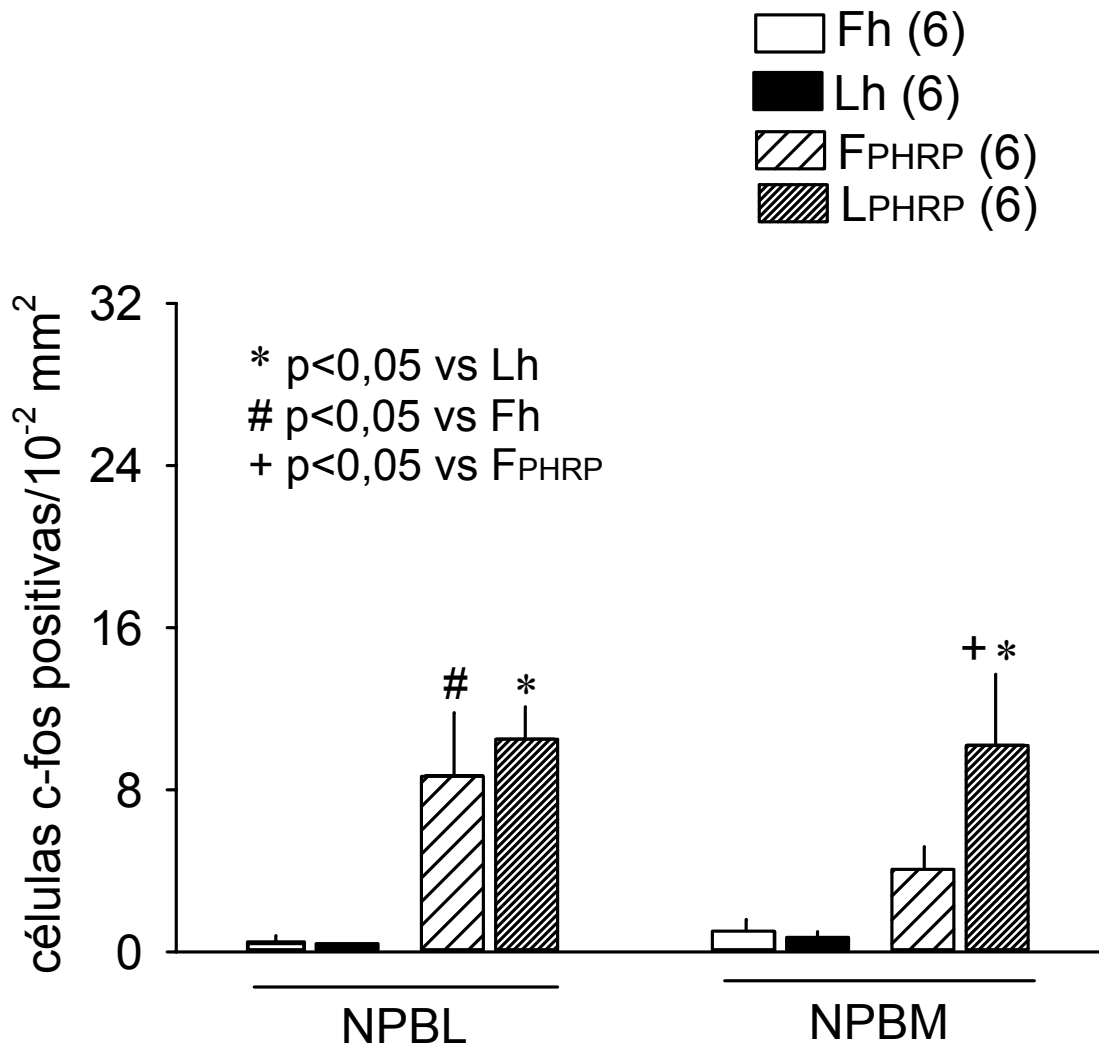 Fh (6)
Lh (6)
FPHRP (6)
LPHRP (6)
células c-fos positivas/10⁻² mm²
32
24
16
8
0
* p<0,05 vs Lh
# p<0,05 vs Fh
+ p<0,05 vs FPHRP
# * + *
NPBL NPBM